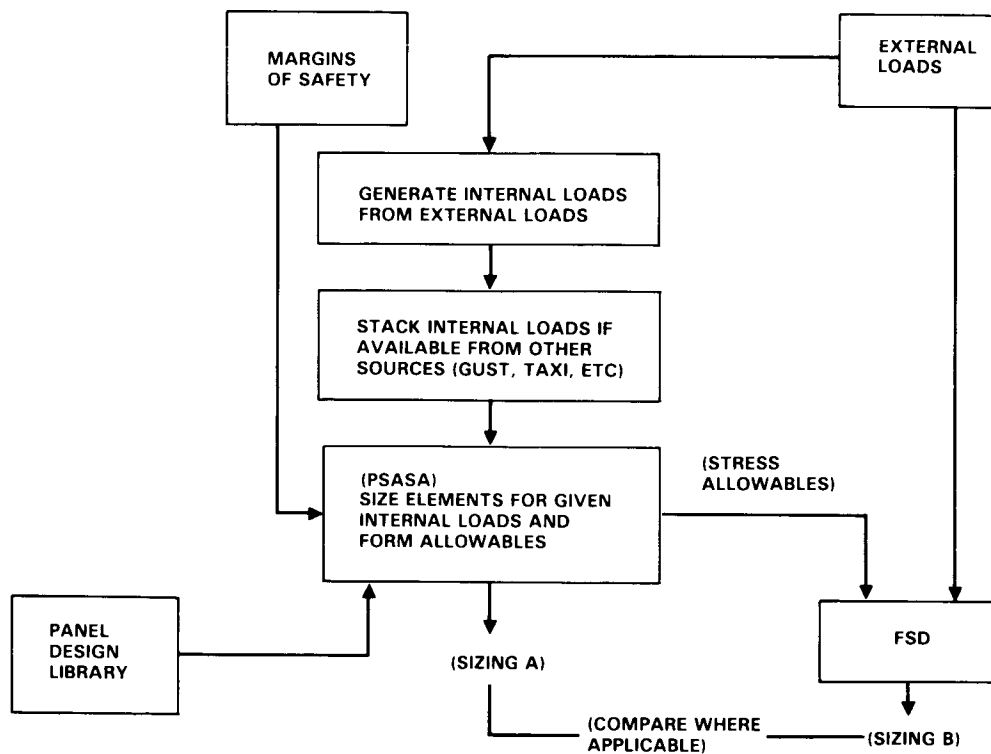 MARGINS
OF SAFETY
EXTERNAL
LOADS
GENERATE INTERNAL LOADS
FROM EXTERNAL LOADS
STACK INTERNAL LOADS IF
AVAILABLE FROM OTHER
SOURCES (GUST, TAXI, ETC)
(PSASA)
SIZE ELEMENTS FOR GIVEN
INTERNAL LOADS AND
FORM ALLOWABLES
(STRESS
ALLOWABLES)
PANEL
DESIGN
LIBRARY
FSD
(SIZING A)
(COMPARE WHERE
APPLICABLE)
(SIZING B)